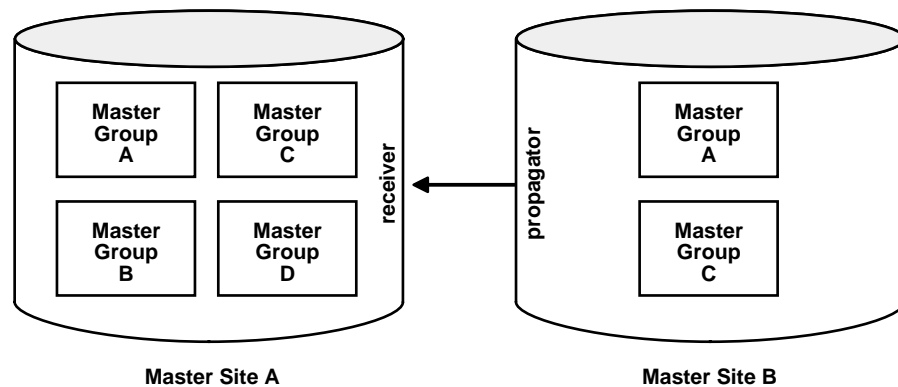 Master
Group
A
Master
Group
C
Master
Group
B
Master
Group
D
receiver
propagator
Master
Group
A
Master
Group
C
Master Site A
Master Site B